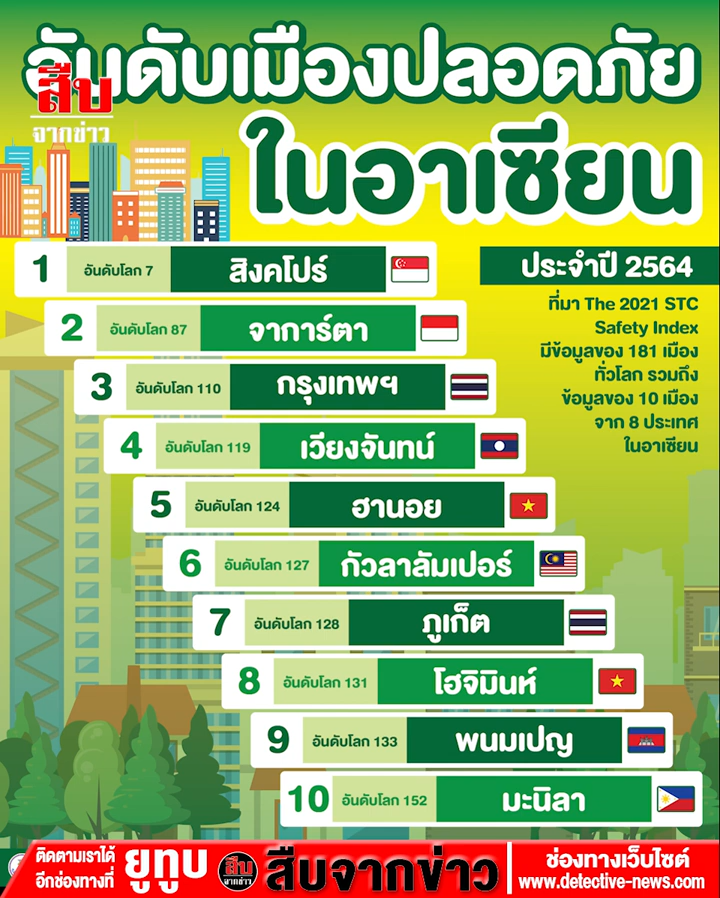 อันดับเมืองปลอดภัย
สืบ
จากข่าว
ในอาเซียน
ประจำปี 2564
ที่มา The 2021 STC
Safety Index
มีข้อมูลของ 181 เมือง
ทั่วโลก รวมถึง
ข้อมูลของ 10 เมือง
จาก 8 ประเทศ
ในอาเซียน
1 อันดับโลก 7 สิงคโปร์
2 อันดับโลก 87 จาการ์ตา
3 อันดับโลก 110 กรุงเทพฯ
4 อันดับโลก 119 เวียงจันทน์
5 อันดับโลก 124 ฮานอย
6 อันดับโลก 127 กัวลาลัมเปอร์
7 อันดับโลก 128 ภูเก็ต
8 อันดับโลก 131 โฮจิมินห์
9 อันดับโลก 133 พนมเปญ
10 อันดับโลก 152 มะนิลา
ติดตามเราได้
อีกช่องทางที่
ยูทูบ
สืบ
จากข่าว
สืบจากข่าว
ช่องทางเว็บไซต์
www.detective-news.com